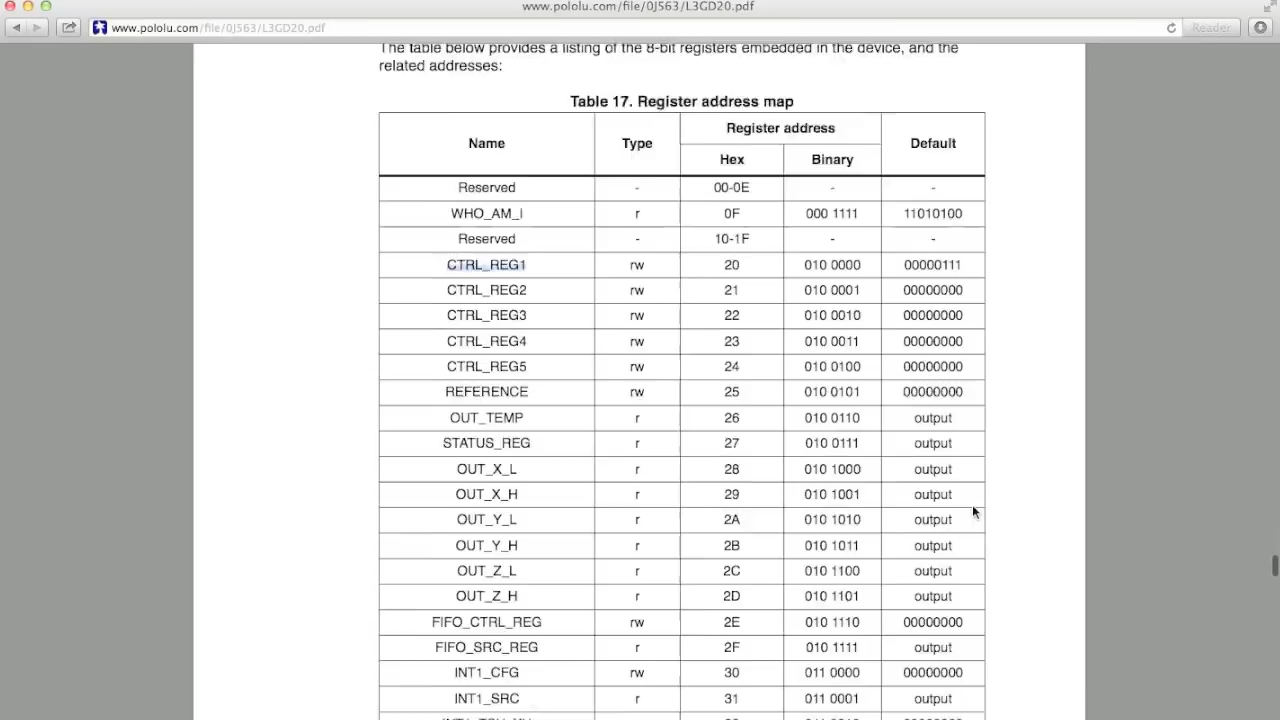 www.pololu.com/file/0J563/L3GD20.pdf
www.pololu.com/file/0J563/L3GD20.pdf
Reader
The table below provides a listing of the 8-bit registers embedded in the device, and the
related addresses:
Table 17. Register address map
Name Type Register address Default
Hex Binary
Reserved - 00-0E - -
WHO_AM_I r 0F 000 1111 11010100
Reserved - 10-1F - -
CTRL_REG1 rw 20 010 0000 00000111
CTRL_REG2 rw 21 010 0001 00000000
CTRL_REG3 rw 22 010 0010 00000000
CTRL_REG4 rw 23 010 0011 00000000
CTRL_REG5 rw 24 010 0100 00000000
REFERENCE rw 25 010 0101 00000000
OUT_TEMP r 26 010 0110 output
STATUS_REG r 27 010 0111 output
OUT_X_L r 28 010 1000 output
OUT_X_H r 29 010 1001 output
OUT_Y_L r 2A 010 1010 output
OUT_Y_H r 2B 010 1011 output
OUT_Z_L r 2C 010 1100 output
OUT_Z_H r 2D 010 1101 output
FIFO_CTRL_REG rw 2E 010 1110 00000000
FIFO_SRC_REG r 2F 010 1111 output
INT1_CFG rw 30 011 0000 00000000
INT1_SRC r 31 011 0001 output